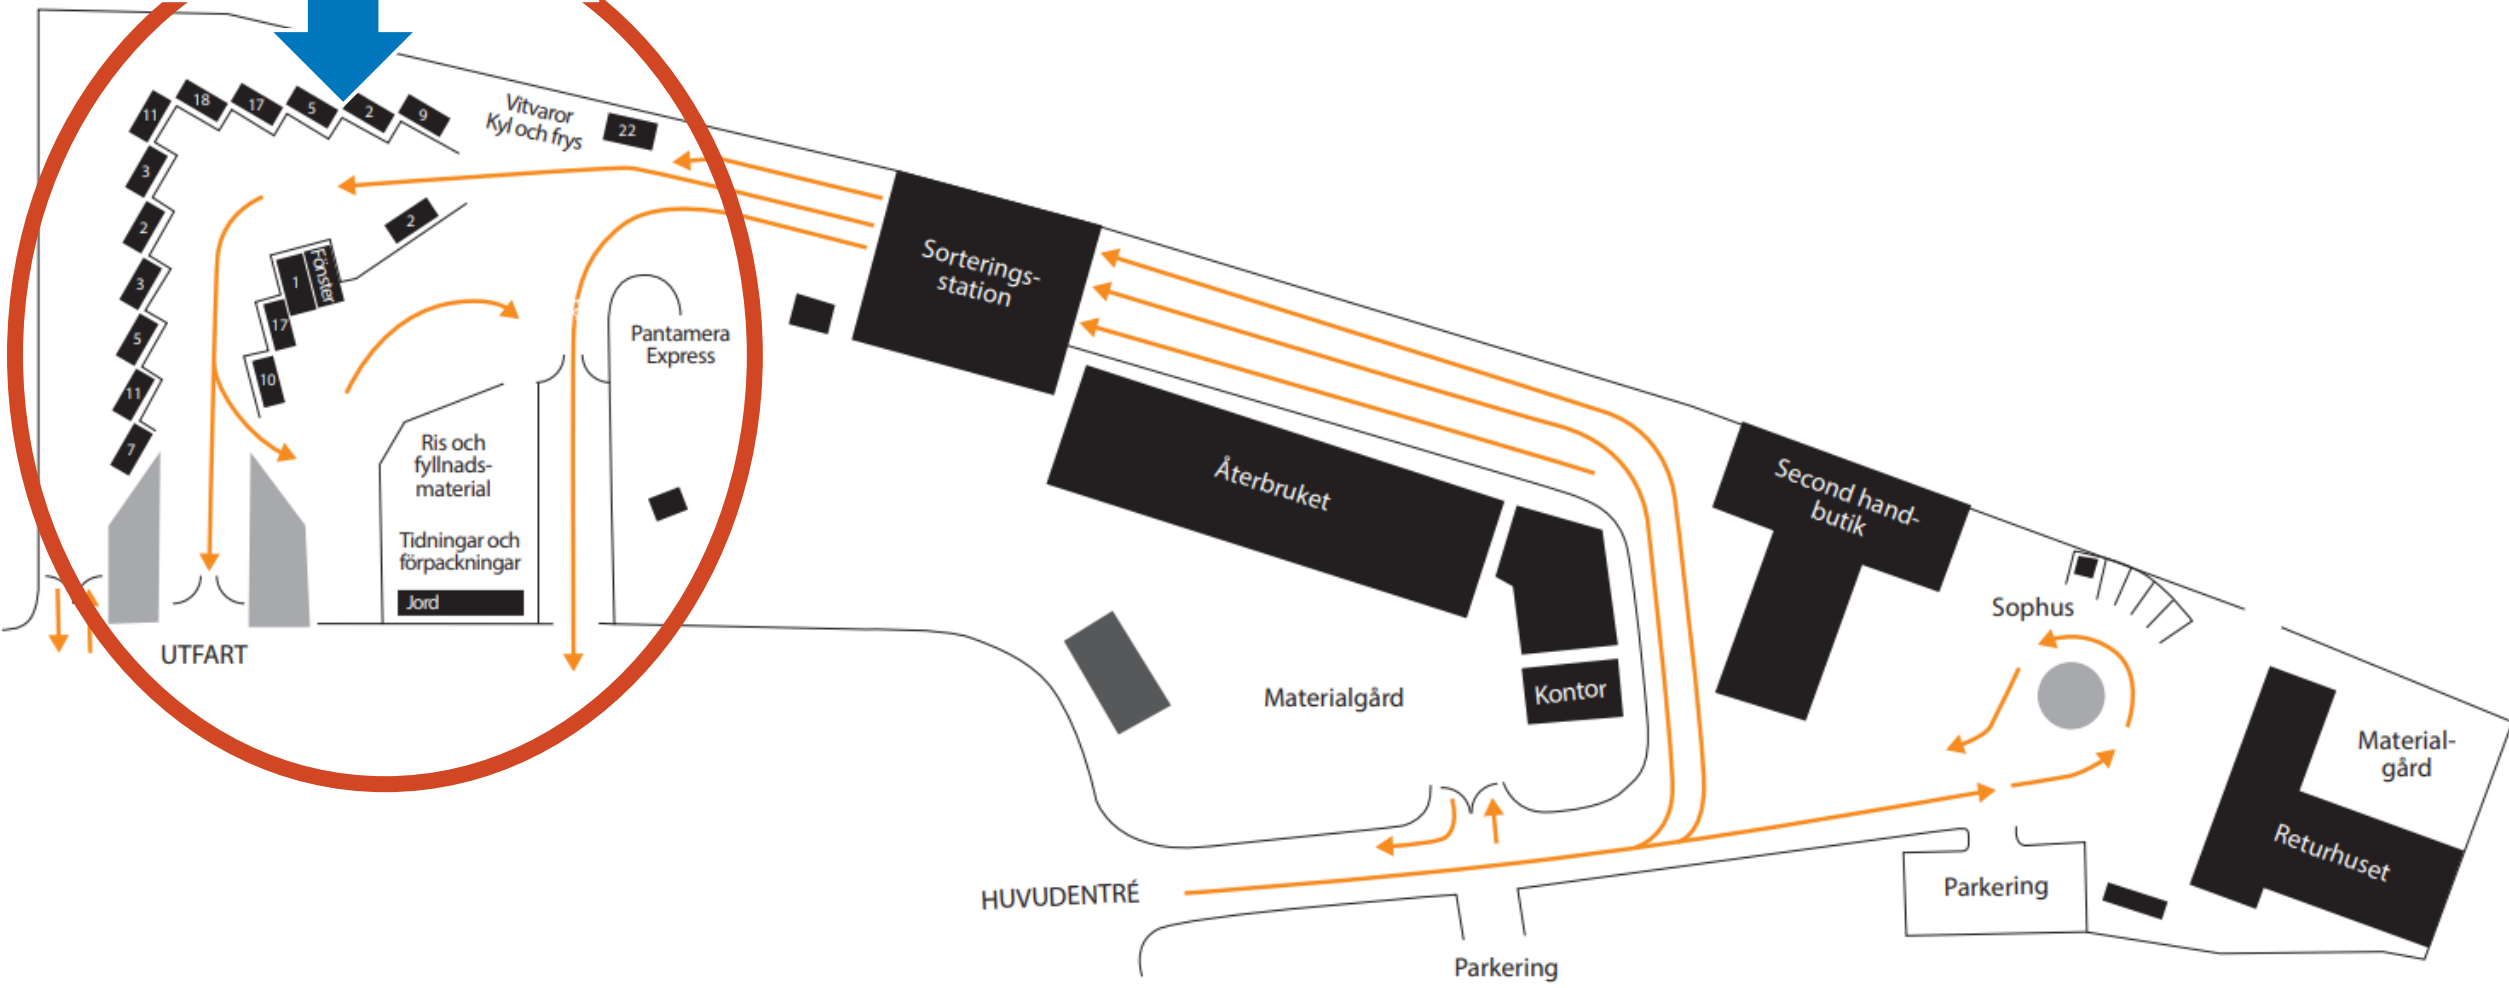 11
18
17
5
2
9
Vitvaror
Kyl och frys
22
3
2
3
5
11
7
2
1
Fönster
17
10
Pantamera
Express
Ris och
fyllnads-
material
Tidningar och
förpackningar
Jord
UTFART
Sorterings-
station
Återbruket
Second hand-
butik
Sophus
Materialgård
Kontor
Material-
gård
Returhuset
HUVUDENTRÉ
Parkering
Parkering